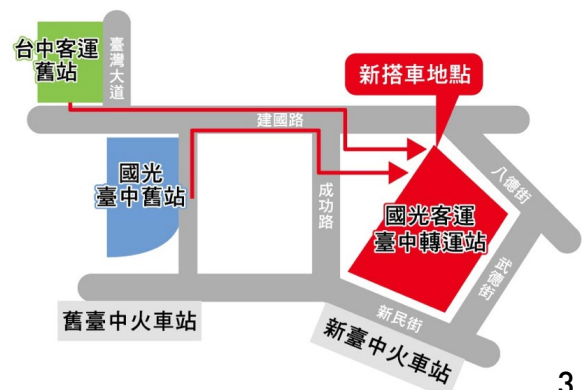 台中客運
舊站
臺灣大道
新搭車地點
建國路
國光
臺中舊站
成功路
八德街
國光客運
臺中轉運站
武德街
新民街
舊臺中火車站
新臺中火車站
3